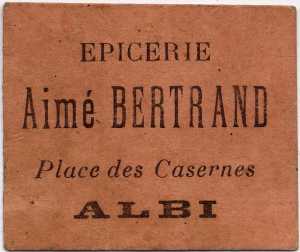 EPICERIE
Aimé BERTRAND
Place des Casernes
ALBI